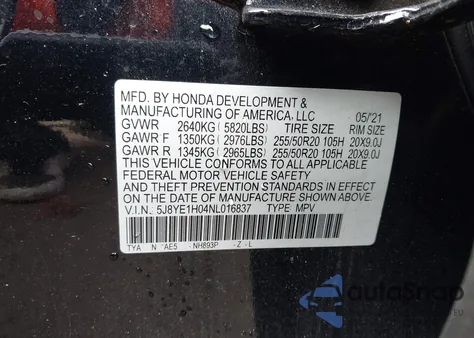 MFD. BY HONDA DEVELOPMENT &
MANUFACTURING OF AMERICA, LLC 05/21
GVWR 2640KG (5820LBS) TIRE SIZE RIM SIZE
GAWR F 1350KG (2976LBS) 255/50R20 105H 20X9.0J
GAWR R 1345KG (2965LBS) 255/50R20 105H 20X9.0J
THIS VEHICLE CONFORMS TO ALL APPLICABLE
FEDERAL MOTOR VEHICLE SAFETY
AND THEFT PREVENTION STANDARDS IN EFFECT
ON THE DATE OF MANUFACTURE SHOWN ABOVE.
V.I.N.: 5J8YE1H04NL016837 TYPE: MPV
TYA N AE5 NH893P - Z - L
autoSnap
.EU